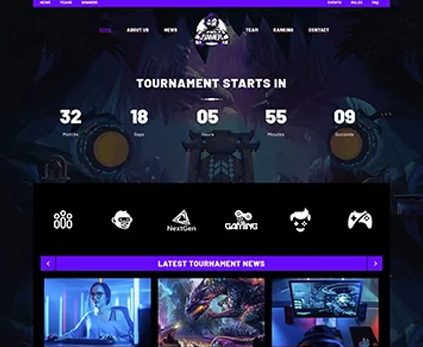 NEWS TEAMS WINNERS EVENTS RULES FAQ
HOME ABOUT US NEWS GAMER TEAM RANKING CONTACT
TOURNAMENT STARTS IN
32 18 05 55 09
Months Days Hours Minutes Seconds
NextGen GAMING
LATEST TOURNAMENT NEWS